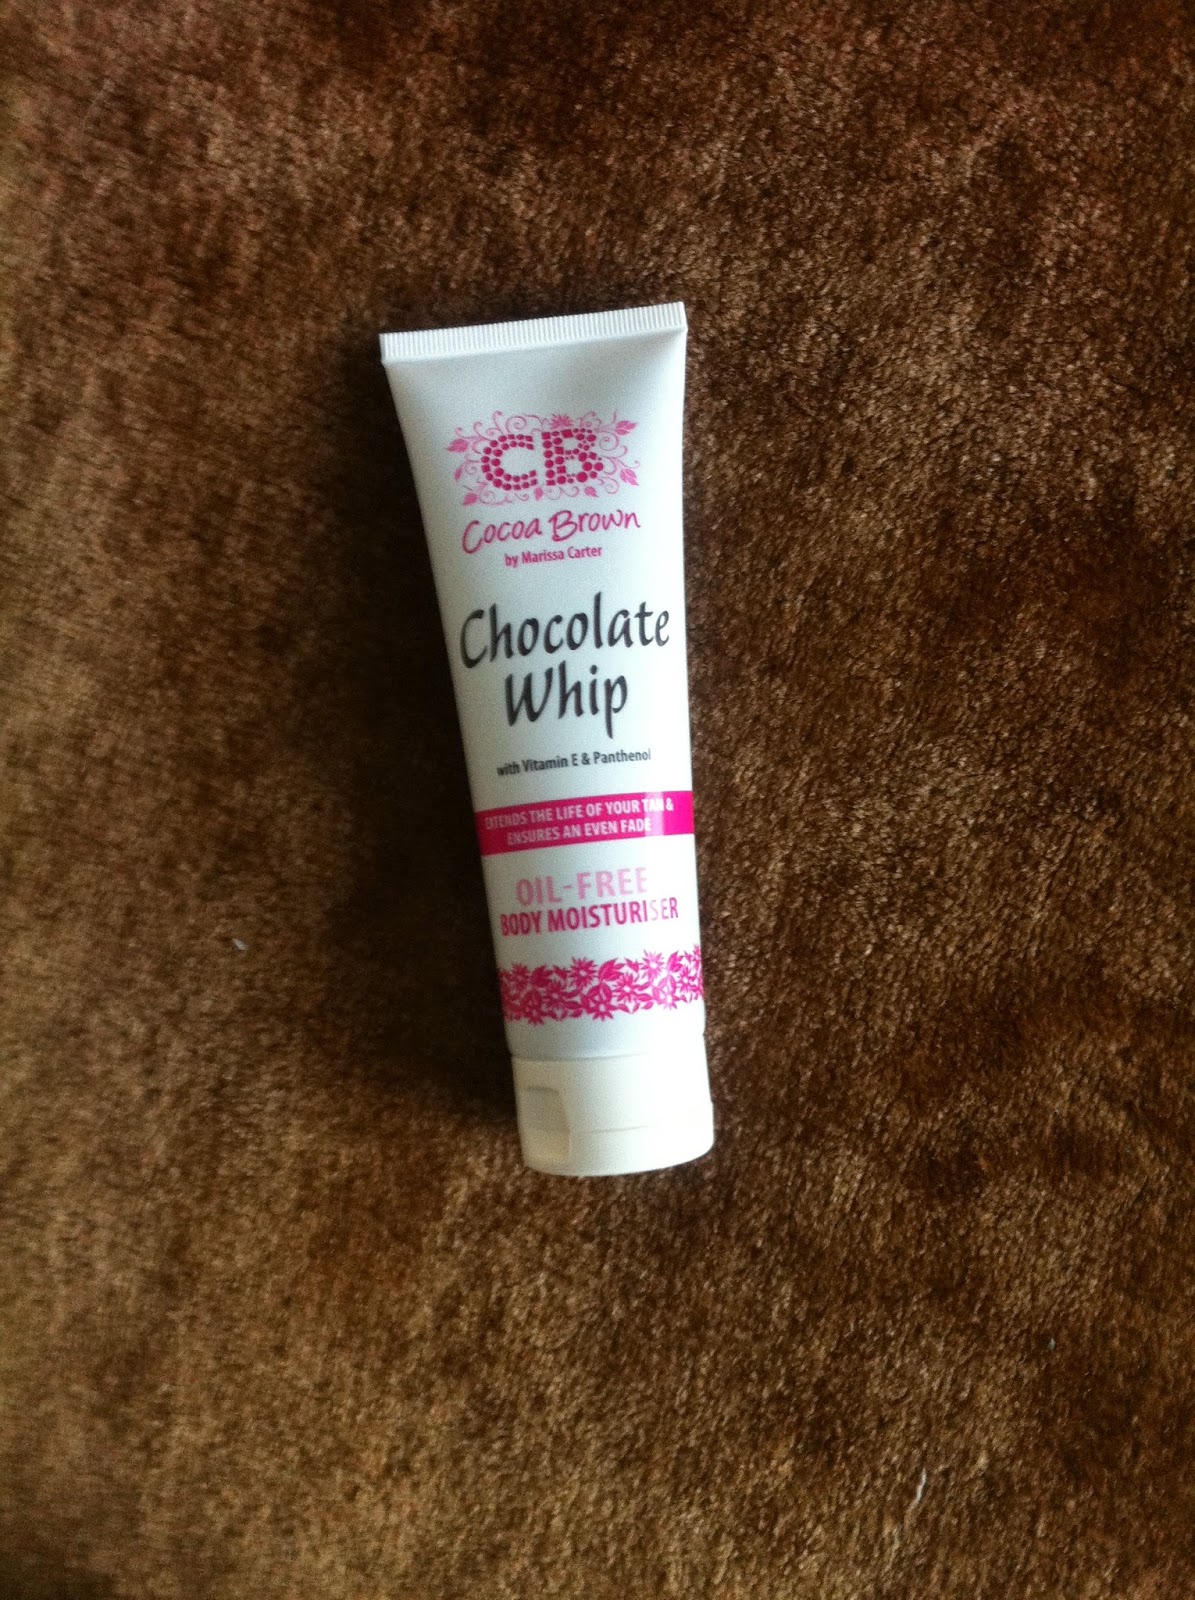 CB
Cocoa Brown
by Marissa Carter
Chocolate
Whip
with Vitamin E & Panthenol
EXTENDS THE LIFE OF YOUR TAN &
ENSURES AN EVEN FADE
OIL-FREE
BODY MOISTURISER